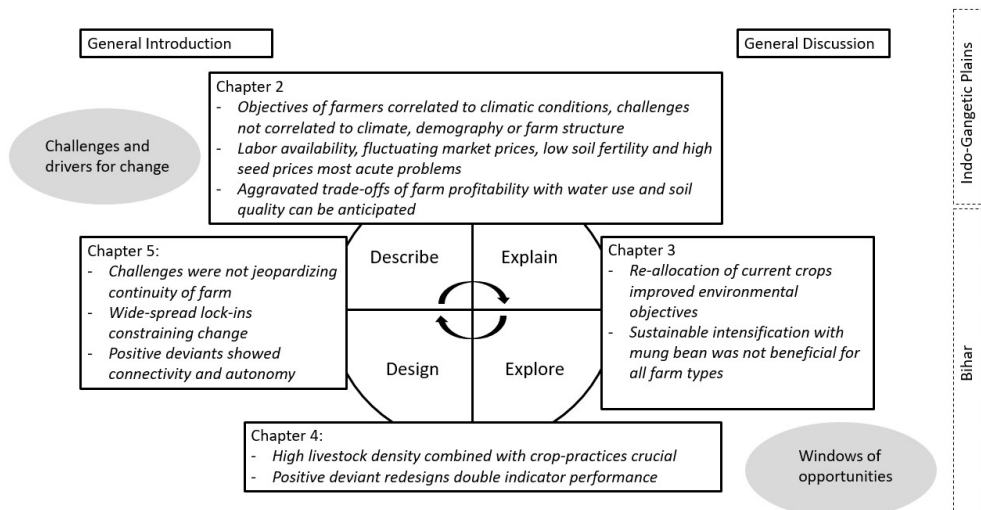 General Introduction
General Discussion
Indo-Gangetic Plains
Challenges and
drivers for change
Chapter 2
- Objectives of farmers correlated to climatic conditions, challenges
not correlated to climate, demography or farm structure
- Labor availability, fluctuating market prices, low soil fertility and high
seed prices most acute problems
- Aggravated trade-offs of farm profitability with water use and soil
quality can be anticipated
Chapter 5:
- Challenges were not jeopardizing
continuity of farm
- Wide-spread lock-ins
constraining change
- Positive deviants showed
connectivity and autonomy
Describe
Explain
Design
Explore
Chapter 3
- Re-allocation of current crops
improved environmental
objectives
- Sustainable intensification with
mung bean was not beneficial for
all farm types
Bihar
Chapter 4:
- High livestock density combined with crop-practices crucial
- Positive deviant redesigns double indicator performance
Windows of
opportunities